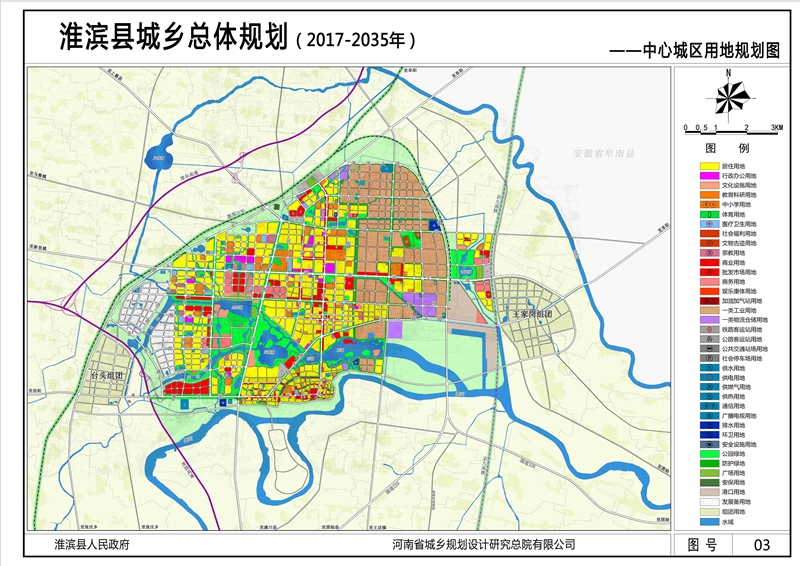 淮滨县城乡总体规划（2017-2035年）
——中心城区用地规划图
N
0 0.5 1 2 3KM
图 例
居住用地
行政办公用地
文化设施用地
教育科研用地
中小学用地
体育用地
医疗卫生用地
社会福利用地
文物古迹用地
宗教用地
商业用地
批发市场用地
商务用地
娱乐康体用地
加油加气站用地
一类工业用地
一类物流仓储用地
铁路客运站用地
公路客运站用地
公共交通站场用地
社会停车场用地
供水用地
供电用地
供燃气用地
供热用地
通信用地
广播电视用地
排水用地
环卫用地
安全设施用地
公园绿地
防护绿地
广场用地
安保用地
港口用地
发展备用地
组团用地
水域
安徽省阜南县
王家岗组团
台头组团
淮滨县人民政府
河南省城乡规划设计研究总院有限公司
图 号
03